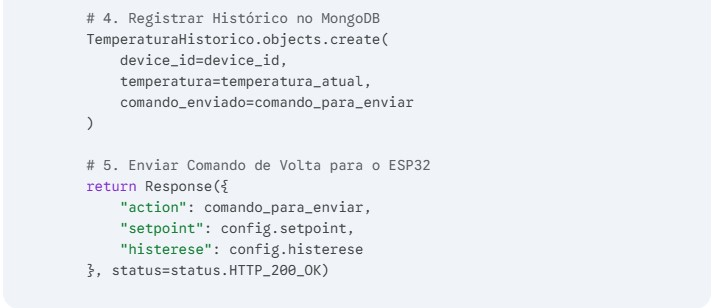 # 4. Registrar Histórico no MongoDB
TemperaturaHistorico.objects.create(
    device_id=device_id,
    temperatura=temperatura_atual,
    comando_enviado=comando_para_enviar
)

# 5. Enviar Comando de Volta para o ESP32
return Response({
    "action": comando_para_enviar,
    "setpoint": config.setpoint,
    "histerese": config.histerese
}, status=status.HTTP_200_OK)